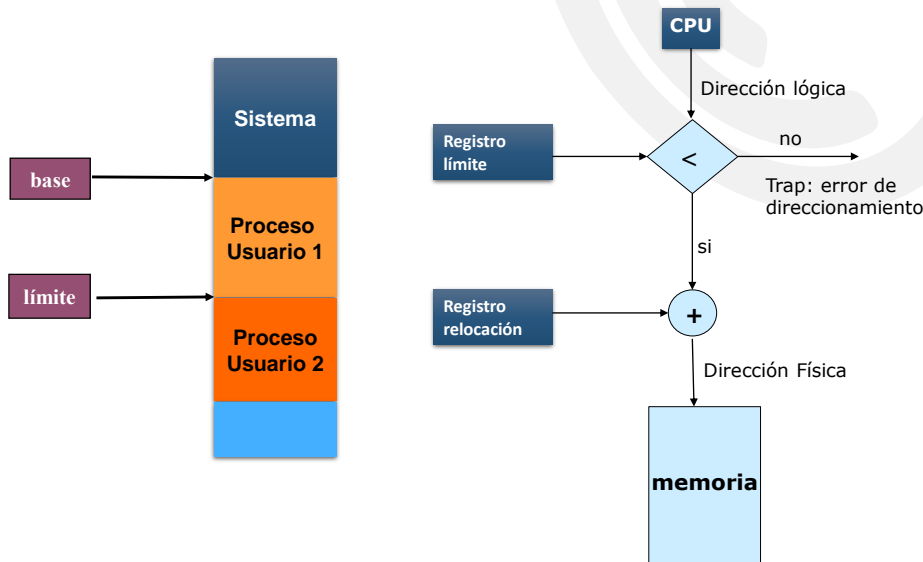 Sistema
base
Proceso
Usuario 1
límite
Proceso
Usuario 2
CPU
Dirección lógica
Registro
límite
<
no
Trap: error de
direccionamiento
si
Registro
relocación
+
Dirección Física
memoria